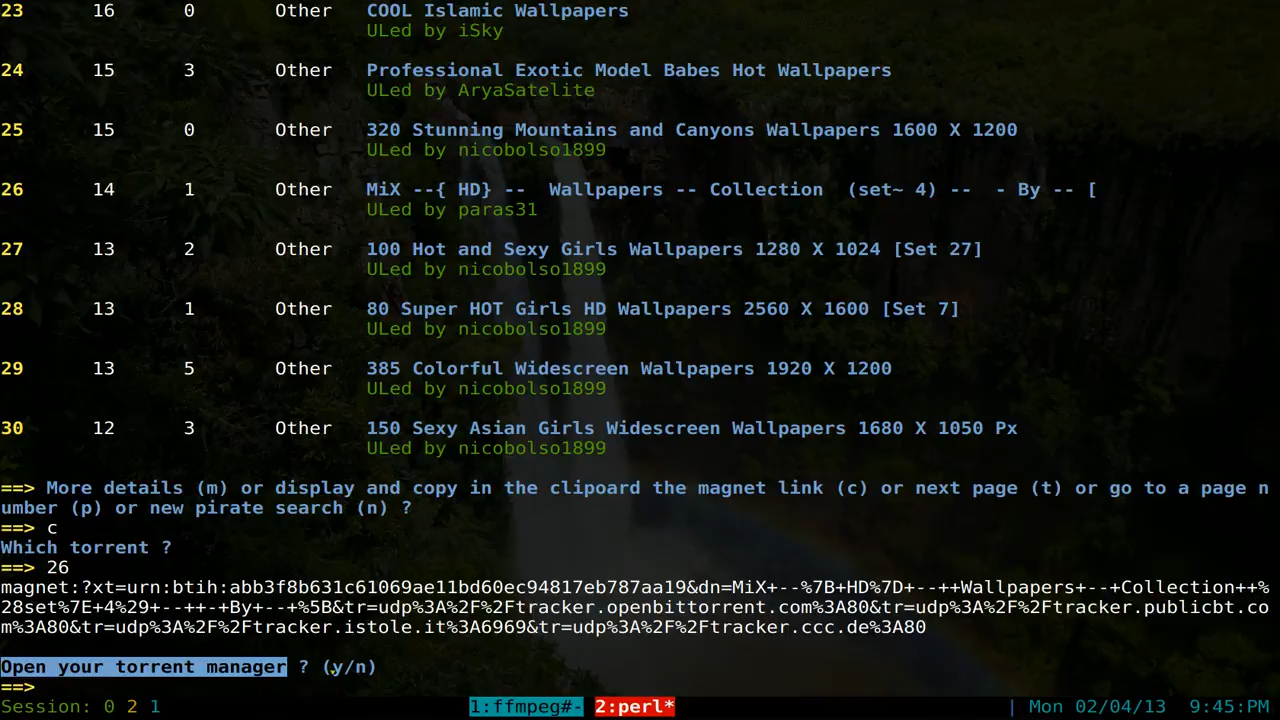 23 16 0 Other COOL Islamic Wallpapers
ULed by iSky
24 15 3 Other Professional Exotic Model Babes Hot Wallpapers
ULed by AryaSatelite
25 15 0 Other 320 Stunning Mountains and Canyons Wallpapers 1600 X 1200
ULed by nicobolso1899
26 14 1 Other MiX --{ HD} --  Wallpapers -- Collection  (set~ 4) --  - By -- [
ULed by paras31
27 13 2 Other 100 Hot and Sexy Girls Wallpapers 1280 X 1024 [Set 27]
ULed by nicobolso1899
28 13 1 Other 80 Super HOT Girls HD Wallpapers 2560 X 1600 [Set 7]
ULed by nicobolso1899
29 13 5 Other 385 Colorful Widescreen Wallpapers 1920 X 1200
ULed by nicobolso1899
30 12 3 Other 150 Sexy Asian Girls Widescreen Wallpapers 1680 X 1050 Px
ULed by nicobolso1899
==> More details (m) or display and copy in the clipoard the magnet link (c) or next page (t) or go to a page n
umber (p) or new pirate search (n) ?
==> c
Which torrent ?
==> 26
magnet:?xt=urn:btih:abb3f8b631c61069ae11bd60ec94817eb787aa19&dn=MiX+--%7B+HD%7D+--++Wallpapers+--+Collection++%
28set%7E+4%29+--++-+By+--+%5B&tr=udp%3A%2F%2Ftracker.openbittorrent.com%3A80&tr=udp%3A%2F%2Ftracker.publicbt.co
m%3A80&tr=udp%3A%2F%2Ftracker.istole.it%3A6969&tr=udp%3A%2F%2Ftracker.ccc.de%3A80
Open your torrent manager ? (y/n)
==>
Session: 0 2 1 1:ffmpeg#- 2:perl* | Mon 02/04/13 9:45:PM